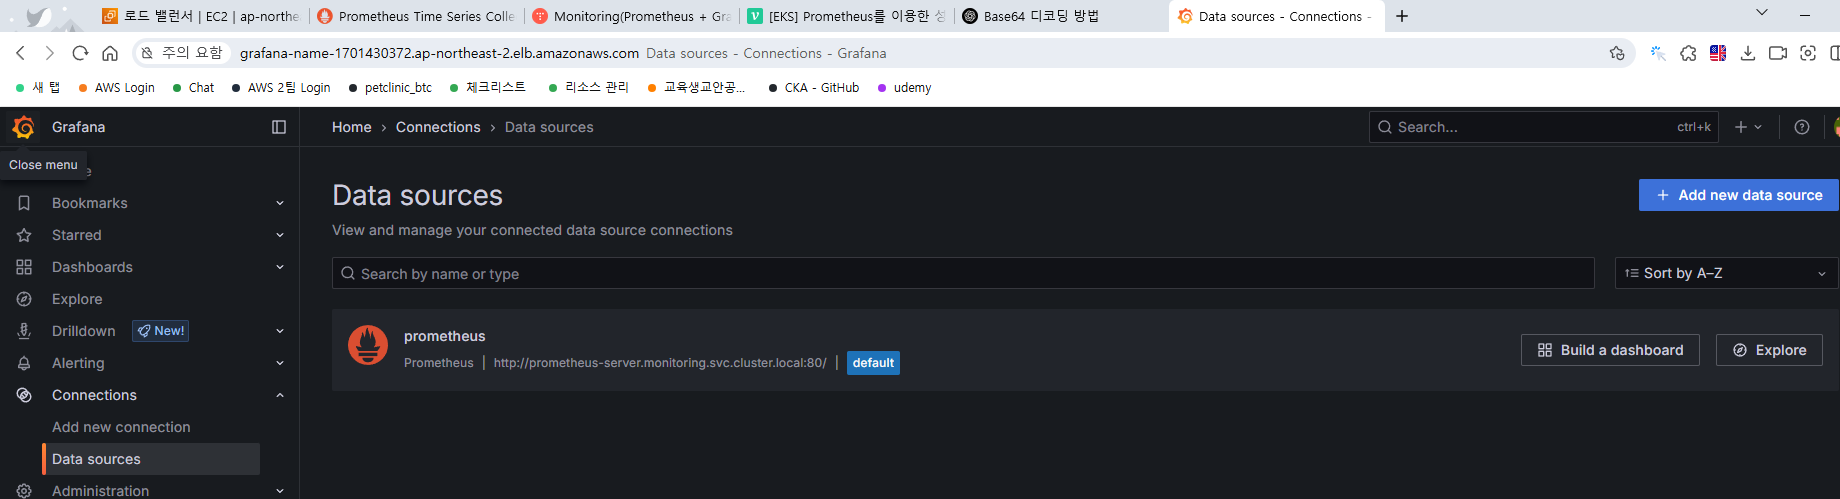 로드 밸런서 | EC2 | ap-northe
Prometheus Time Series Colle
Monitoring(Prometheus + Gra
[EKS] Prometheus를 이용한 성
Base64 디코딩 방법
Data sources - Connections -
주의 요함
grafana-name-1701430372.ap-northeast-2.elb.amazonaws.com Data sources - Connections - Grafana
새 탭
AWS Login
Chat
AWS 2팀 Login
petclinic_btc
체크리스트
리소스 관리
교육생교안공...
CKA - GitHub
udemy
Grafana
Home › Connections › Data sources
Search...
ctrl+k
Close menu
Bookmarks
Starred
Dashboards
Explore
Drilldown
New!
Alerting
Connections
Add new connection
Data sources
Administration
Data sources
+ Add new data source
View and manage your connected data source connections
Search by name or type
Sort by A–Z
prometheus
Prometheus | http://prometheus-server.monitoring.svc.cluster.local:80/ | default
Build a dashboard
Explore